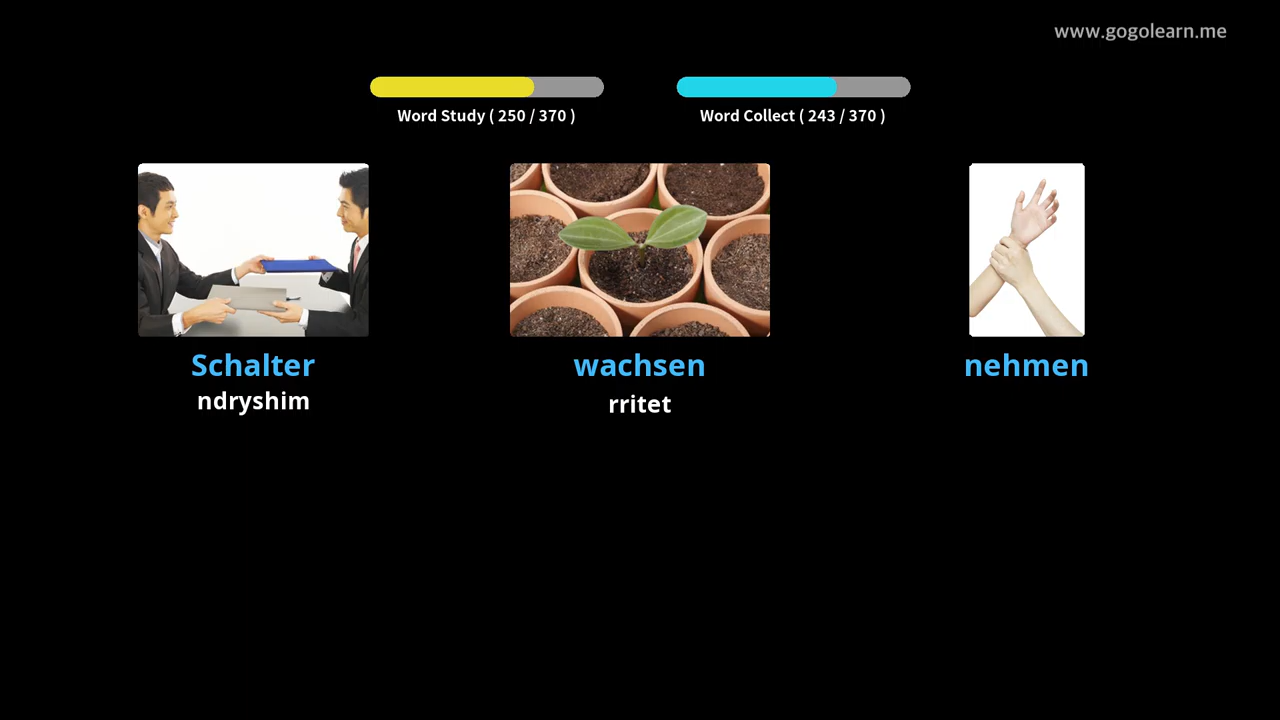 www.gogolearn.me
Word Study ( 250 / 370 )
Word Collect ( 243 / 370 )
Schalter
ndryshim
wachsen
rritet
nehmen